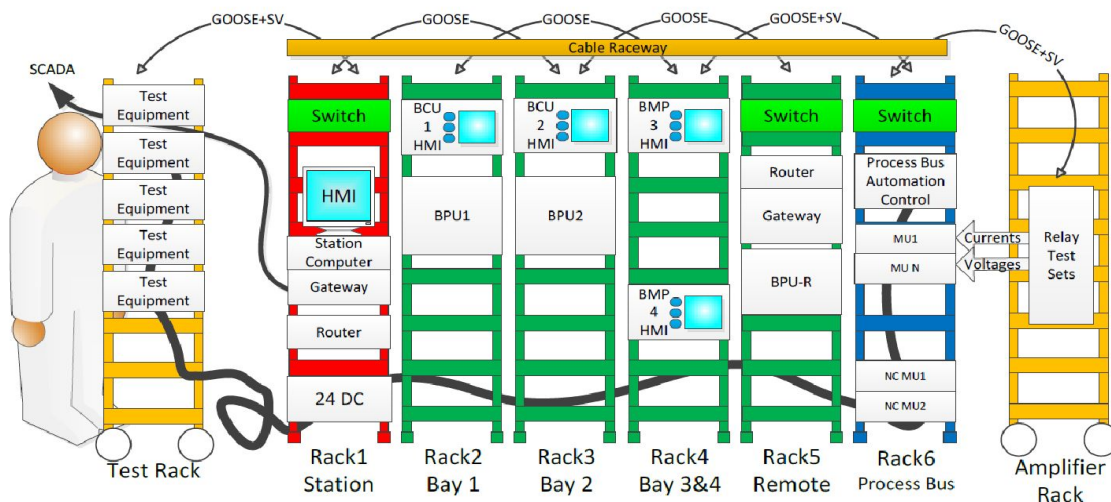 GOOSE+SV
GOOSE
GOOSE
GOOSE
GOOSE+SV
GOOSE+SV
Cable Raceway
SCADA
Test
Equipment
Test
Equipment
Test
Equipment
Test
Equipment
Test
Equipment
Test Rack
Switch
HMI
Station
Computer
Gateway
Router
24 DC
Rack1
Station
BCU
1
HMI
BPU1
Rack2
Bay 1
BCU
2
HMI
BPU2
Rack3
Bay 2
BMP
3
HMI
BMP
4
HMI
Rack4
Bay 3&4
Switch
Router
Gateway
BPU-R
Rack5
Remote
Switch
Process Bus
Automation
Control
MU1
MU N
NC MU1
NC MU2
Rack6
Process Bus
Currents
Voltages
Relay
Test
Sets
Amplifier
Rack